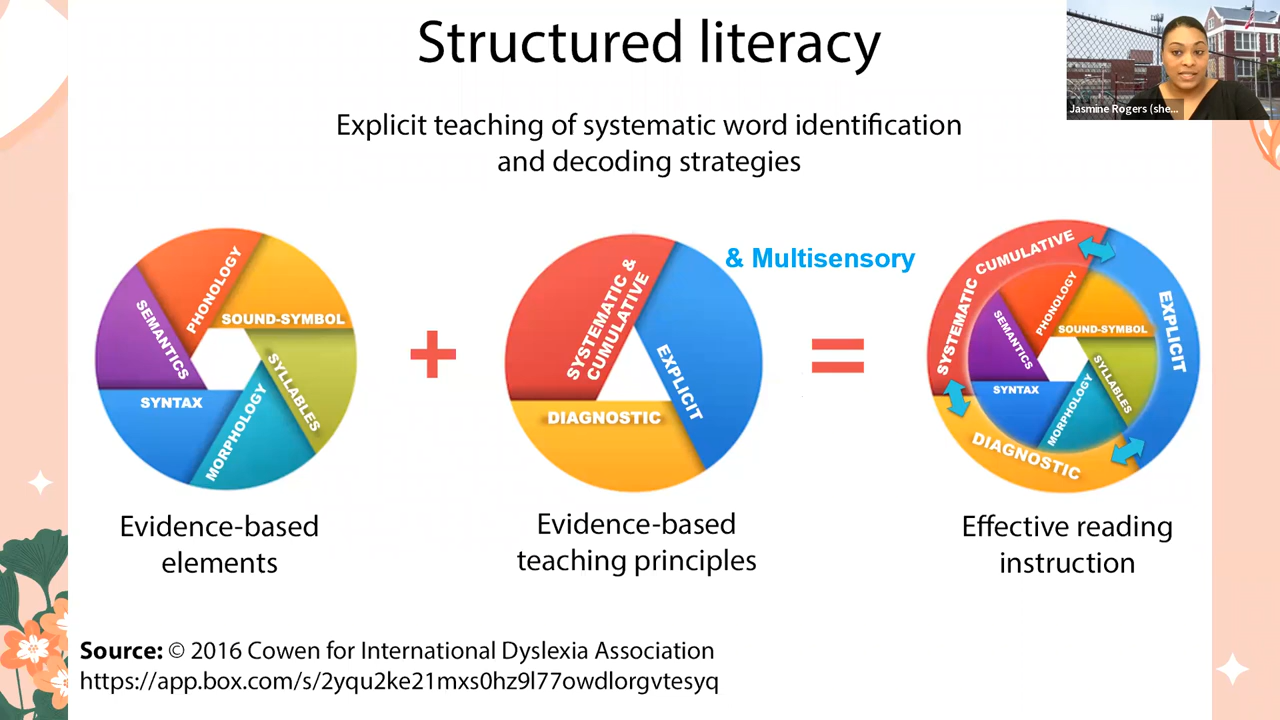 Structured literacy
Jasmine Rogers (she...
Explicit teaching of systematic word identification
and decoding strategies
PHONOLOGY
SOUND-SYMBOL
SYLLABLES
MORPHOLOGY
SYNTAX
SEMANTICS
+
SYSTEMATIC &
CUMULATIVE
EXPLICIT
DIAGNOSTIC
& Multisensory
=
SYSTEMATIC CUMULATIVE
EXPLICIT
DIAGNOSTIC
PHONOLOGY
SOUND-SYMBOL
SYLLABLES
MORPHOLOGY
SYNTAX
SEMANTICS
Evidence-based
elements
Evidence-based
teaching principles
Effective reading
instruction
Source: © 2016 Cowen for International Dyslexia Association
https://app.box.com/s/2yqu2ke21mxs0hz9l77owdlorgvtesyq